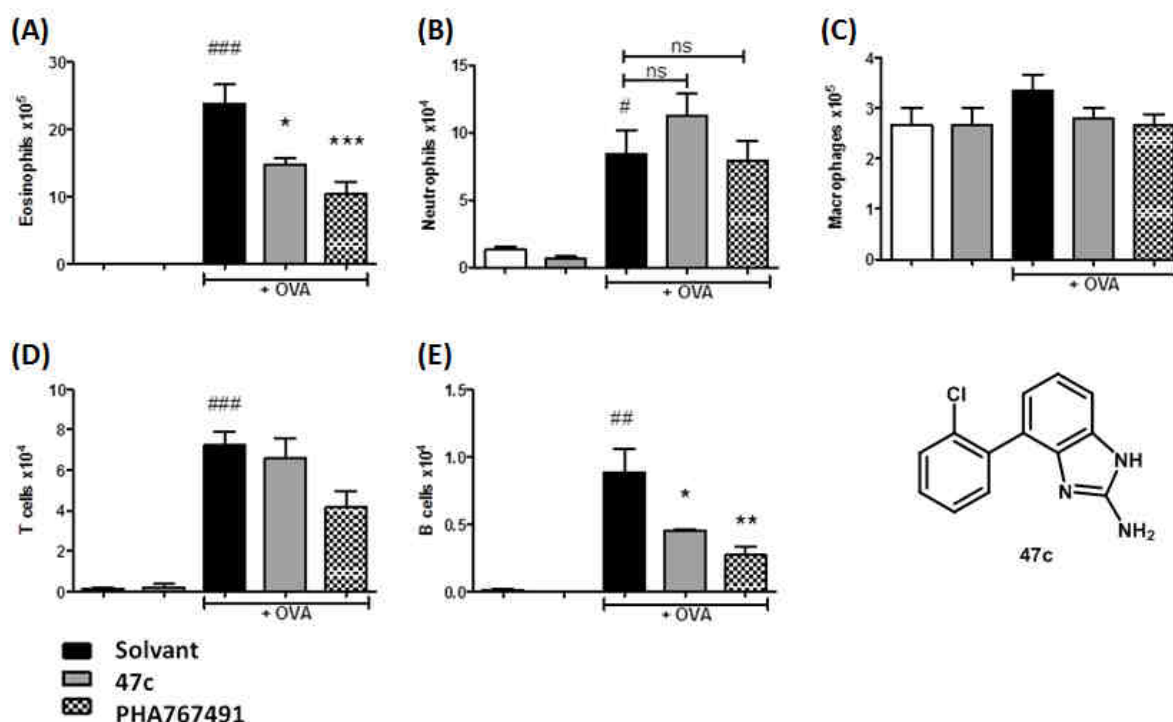 (A)
###
30
20
10
0
Eosinophils x10⁵
*
***
+ OVA
(B)
ns
ns
#
15
10
5
0
Neutrophils x10⁴
+ OVA
(C)
4
3
2
1
0
Macrophages x10⁵
+ OVA
(D)
###
10
8
6
4
2
0
T cells x10⁴
+ OVA
(E)
##
1.5
1.0
0.5
0.0
B cells x10⁴
*
**
+ OVA
Cl
NH
N
NH₂
47c
Solvant
47c
PHA767491